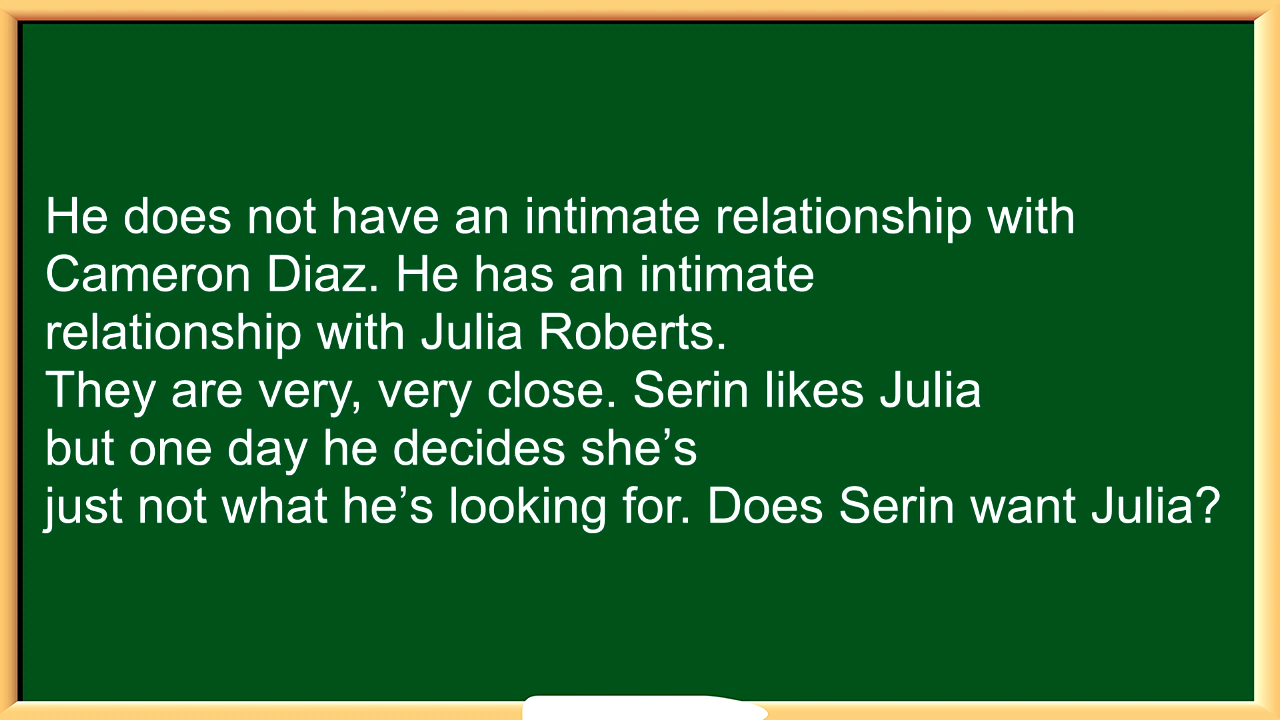 He does not have an intimate relationship with
Cameron Diaz. He has an intimate
relationship with Julia Roberts.
They are very, very close. Serin likes Julia
but one day he decides she’s
just not what he’s looking for. Does Serin want Julia?